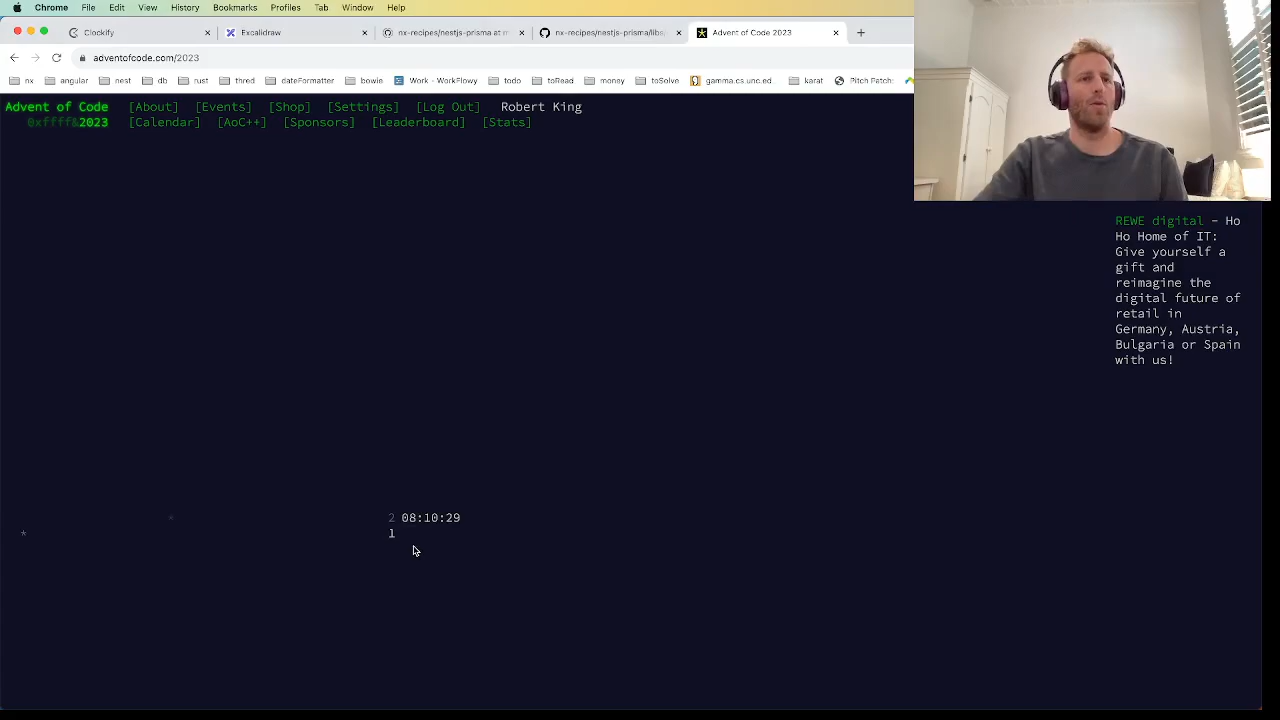 Chrome File Edit View History Bookmarks Profiles Tab Window Help
Clockify Excalidraw nx-recipes/nestjs-prisma at m nx-recipes/nestjs-prisma/libs, Advent of Code 2023
adventofcode.com/2023
nx angular nest db rust thred dateFormatter bowie Work - WorkFlowy todo toRead money toSolve gamma.cs.unc.ed karat Pitch Patch:
Advent of Code [About] [Events] [Shop] [Settings] [Log Out] Robert King
0xffff&2023 [Calendar] [AoC++] [Sponsors] [Leaderboard] [Stats]
REWE digital - Ho
Ho Home of IT:
Give yourself a
gift and
reimagine the
digital future of
retail in
Germany, Austria,
Bulgaria or Spain
with us!
* 2 08:10:29
* 1